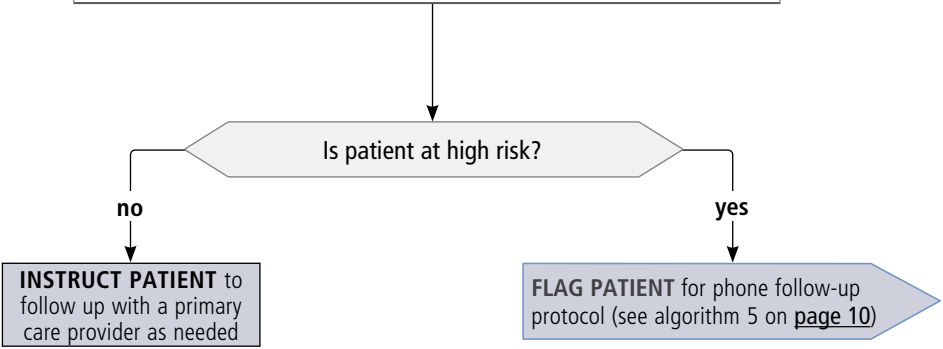 Is patient at high risk?
no
yes
INSTRUCT PATIENT to
follow up with a primary
care provider as needed
FLAG PATIENT for phone follow-up
protocol (see algorithm 5 on page 10)